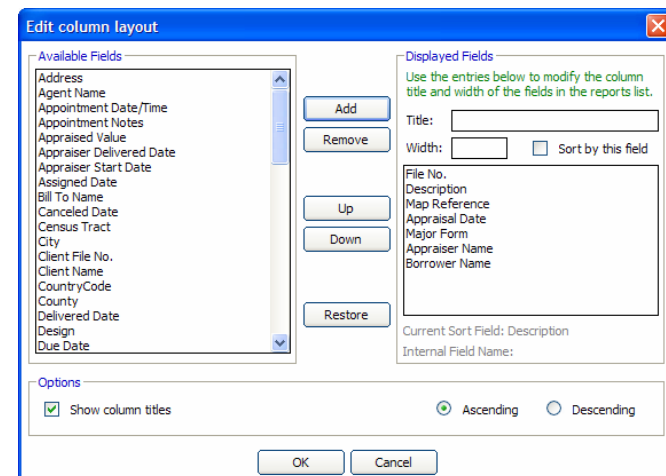 Edit column layout
Available Fields
Address
Agent Name
Appointment Date/Time
Appointment Notes
Appraised Value
Appraiser Delivered Date
Appraiser Start Date
Assigned Date
Bill To Name
Canceled Date
Census Tract
City
Client File No.
Client Name
CountryCode
County
Delivered Date
Design
Due Date
Add
Remove
Up
Down
Restore
Displayed Fields
Use the entries below to modify the column
title and width of the fields in the reports list.
Title:
Width:
Sort by this field
File No.
Description
Map Reference
Appraisal Date
Major Form
Appraiser Name
Borrower Name
Current Sort Field: Description
Internal Field Name:
Options
Show column titles
Ascending
Descending
OK
Cancel